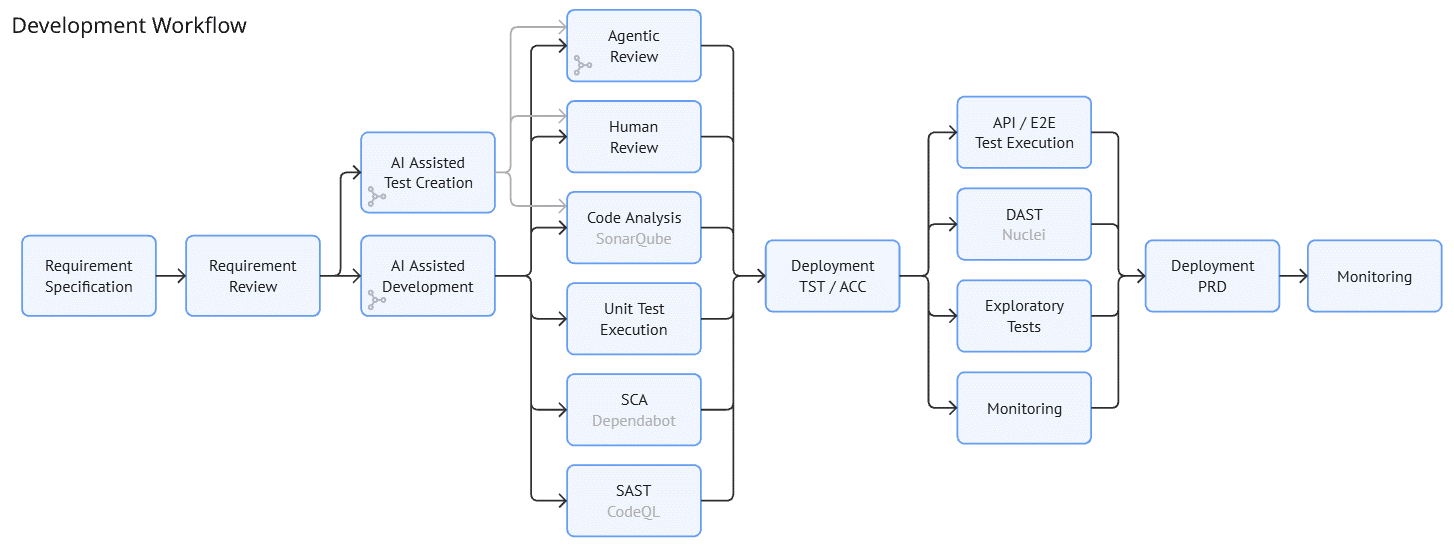 Development Workflow
Requirement
Specification
Requirement
Review
AI Assisted
Test Creation
AI Assisted
Development
Agentic
Review
Human
Review
Code Analysis
SonarQube
Unit Test
Execution
SCA
Dependabot
SAST
CodeQL
Deployment
TST / ACC
API / E2E
Test Execution
DAST
Nuclei
Exploratory
Tests
Monitoring
Deployment
PRD
Monitoring